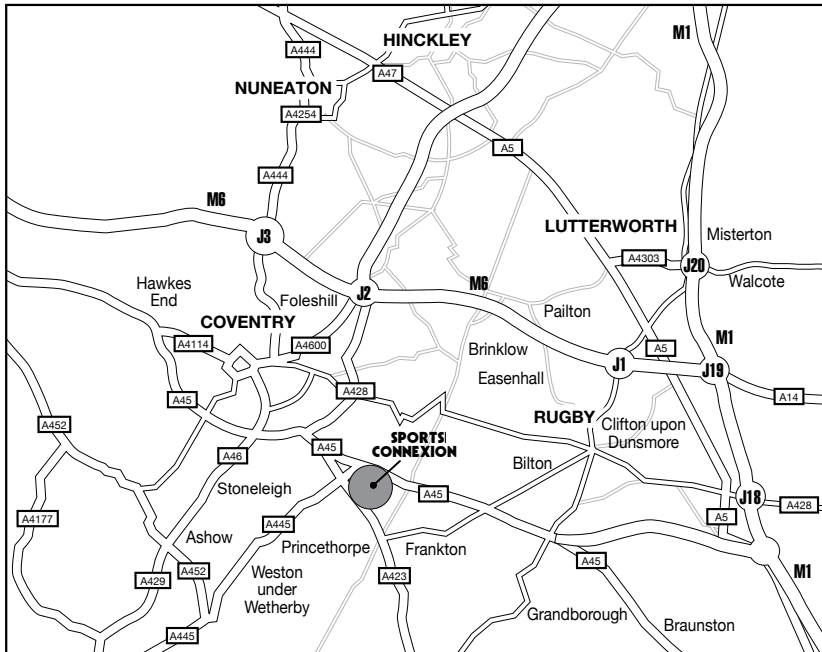 HINCKLEY
M1
A444
A47
NUNEATON
A4254
A5
A444
M6
LUTTERWORTH
Misterton
J3
A4303
J20
Walcote
Hawkes
End
Foleshill
J2
M6
Pailton
COVENTRY
A4114
A4600
Brinklow
A5
M1
J1
J19
Easenhall
A428
A45
A14
RUGBY
Clifton upon
Dunsmore
A452
SPORTS
CONNEXION
A45
A46
Bilton
Stoneleigh
A45
J18
A428
A4177
A445
A5
Ashow
Princethorpe
Frankton
A452
A429
Weston
under
Wetherby
A423
A45
M1
Grandborough
Braunston
A445